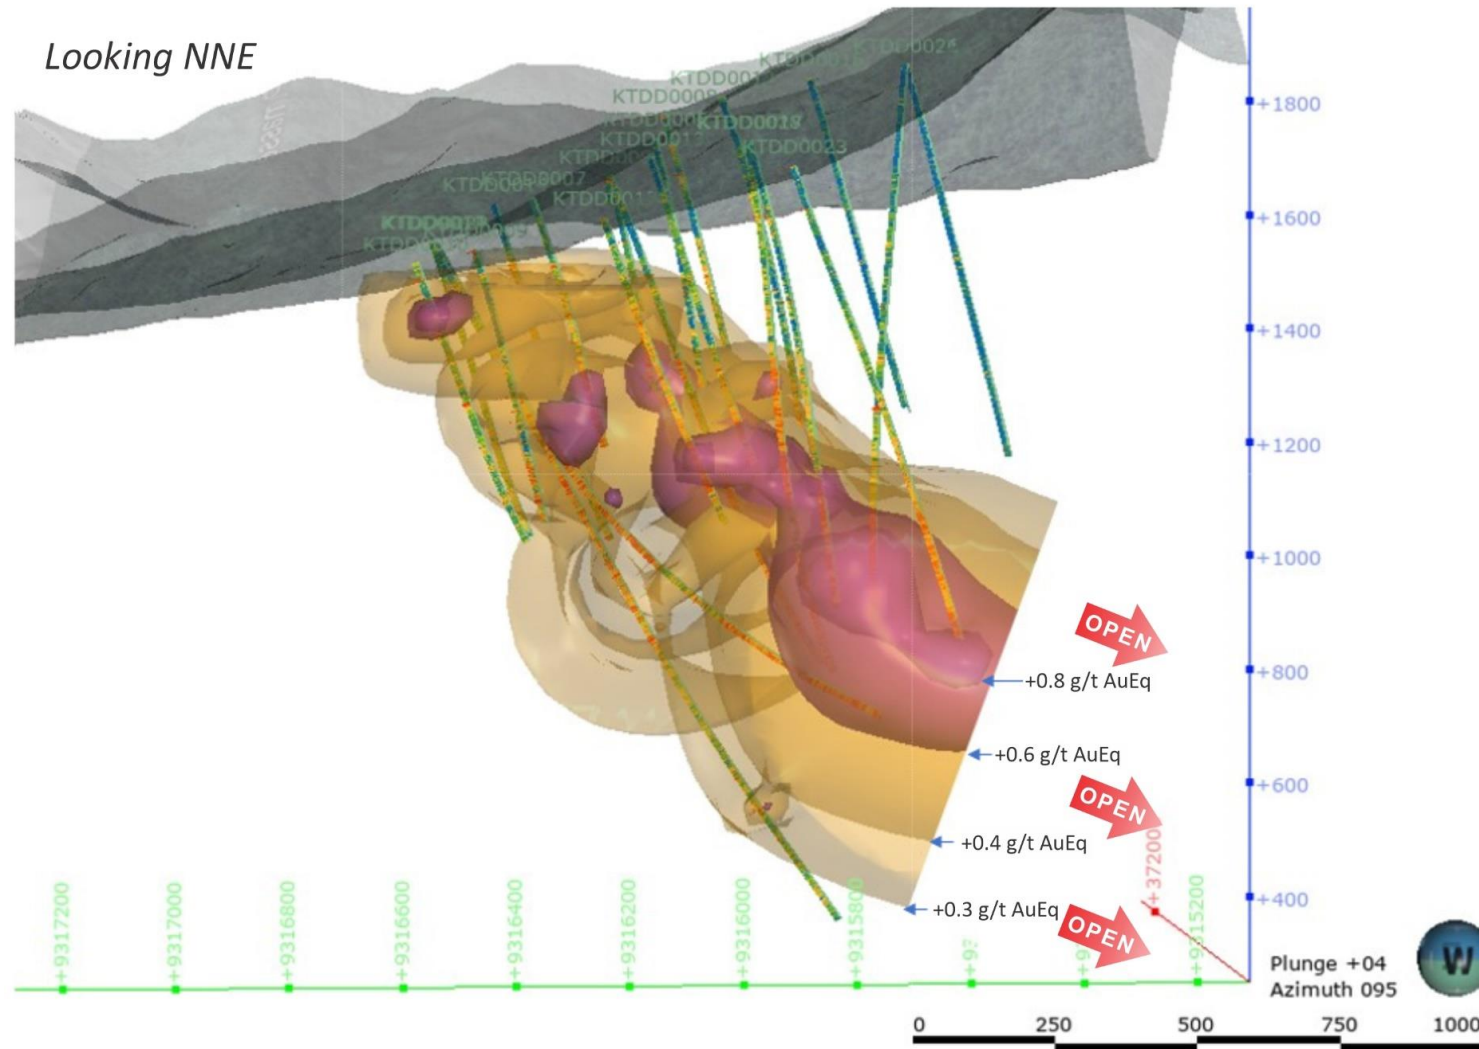 Looking NNE
KTDD0008
KTDD0023
KTDD0007
+1800
+1600
+1400
+1200
+1000
+800
+600
+400
OPEN
+0.8 g/t AuEq
+0.6 g/t AuEq
OPEN
+0.4 g/t AuEq
+0.3 g/t AuEq
OPEN
+9317200
+9317000
+9316800
+9316600
+9316400
+9316200
+9316000
+9315800
+9315200
+37200
Plunge +04
Azimuth 095
W
0 250 500 750 1000